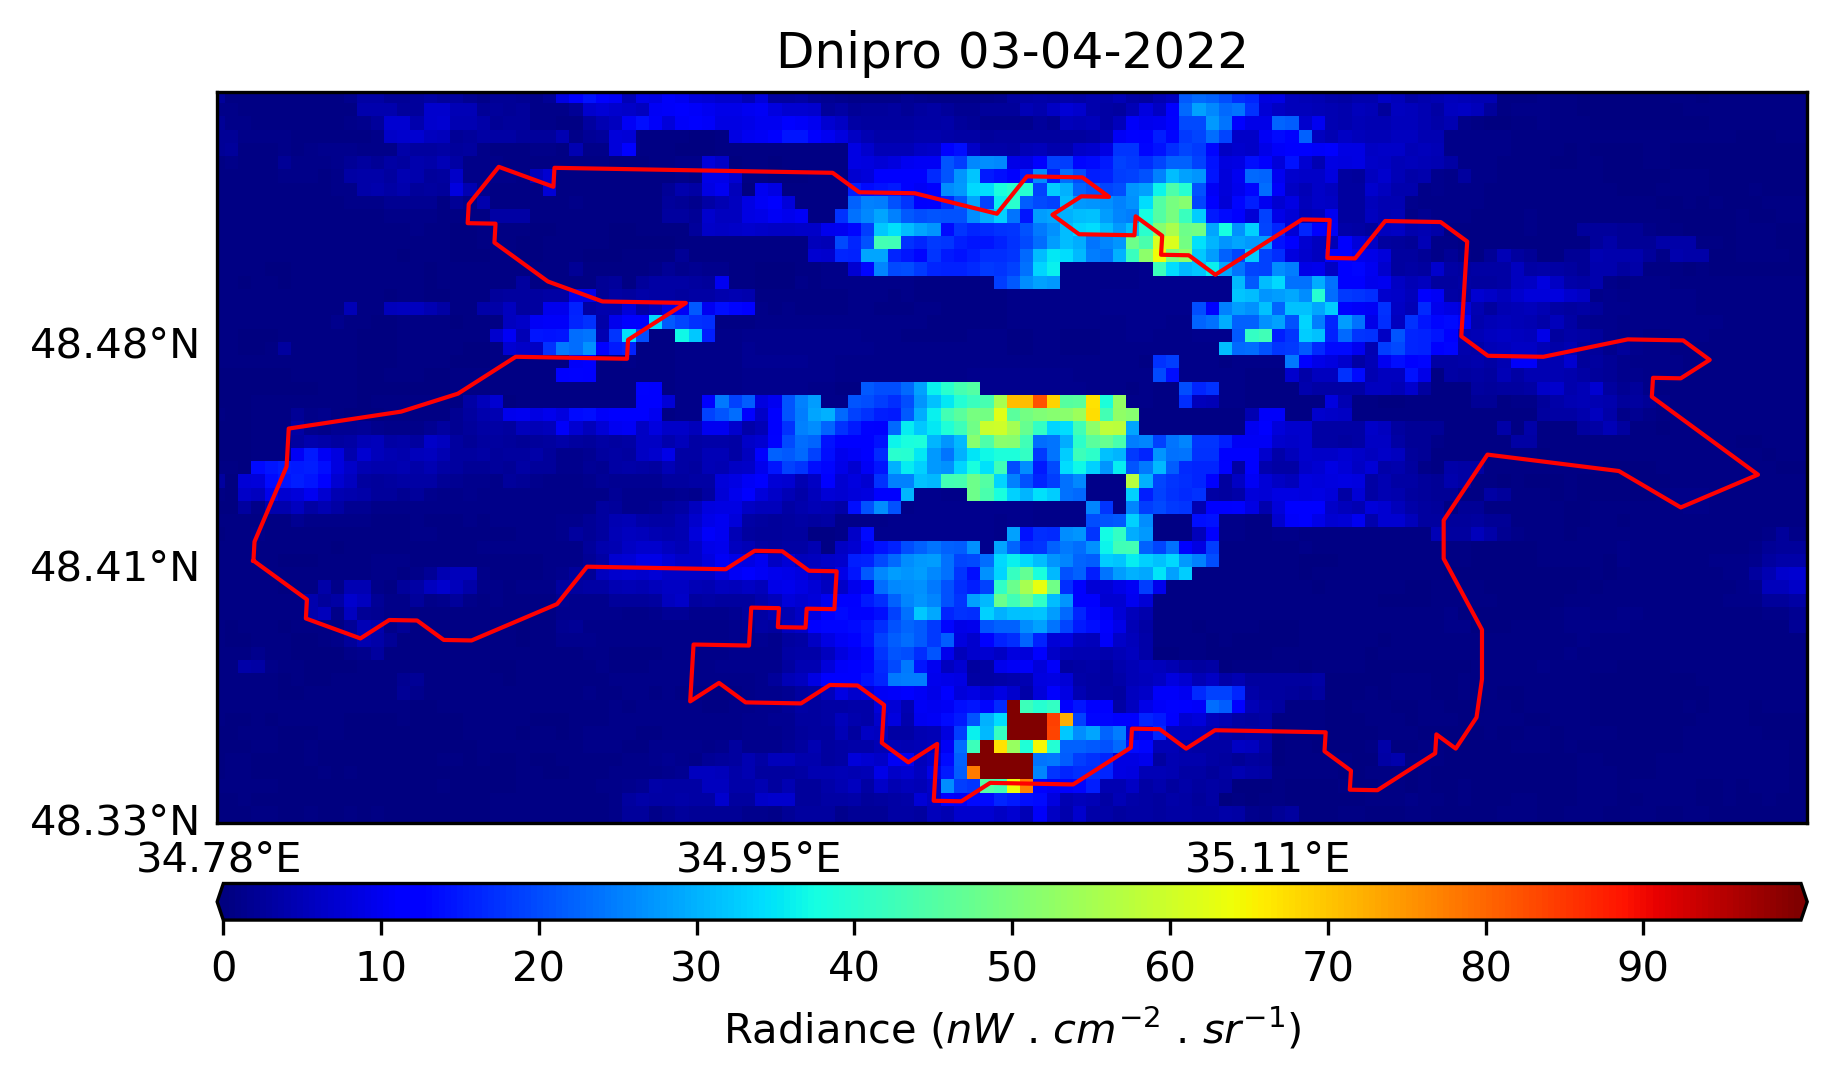 Dnipro 03-04-2022
48.48°N
48.41°N
48.33°N
34.78°E 34.95°E 35.11°E
0 10 20 30 40 50 60 70 80 90
Radiance (nW . cm⁻² . sr⁻¹)